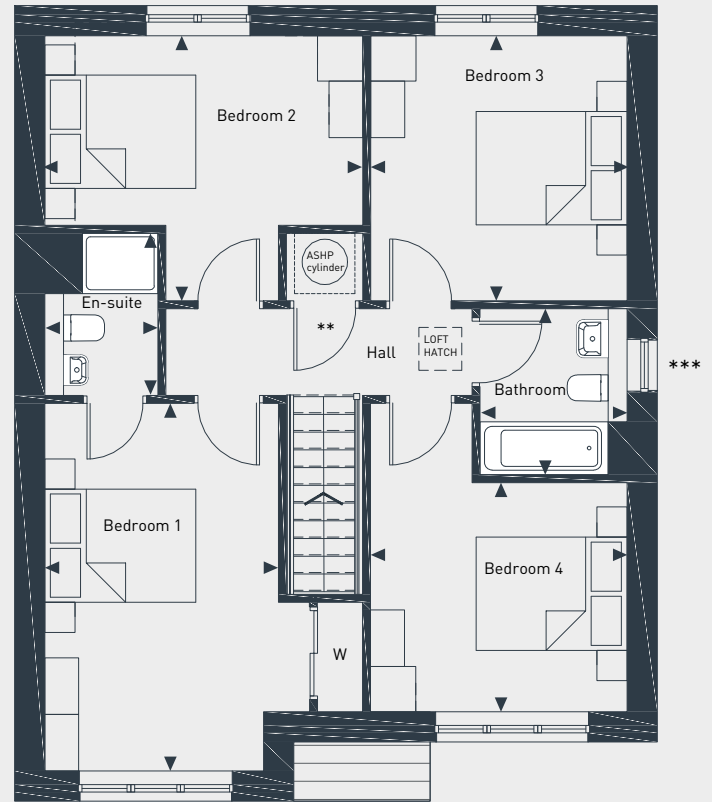 Bedroom 3
Bedroom 2
ASHP
cylinder
En-suite
**
Hall
LOFT
HATCH
***
Bathroom
Bedroom 1
Bedroom 4
W